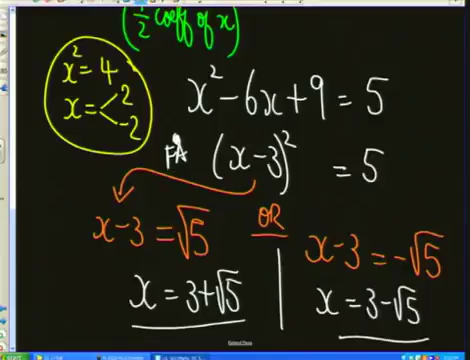 (½ coeff of x)
x² = 4
x = < 2
-2
x² - 6x + 9 = 5
FA (x - 3)² = 5
x - 3 = √5 OR x - 3 = -√5
x = 3 + √5
x = 3 - √5